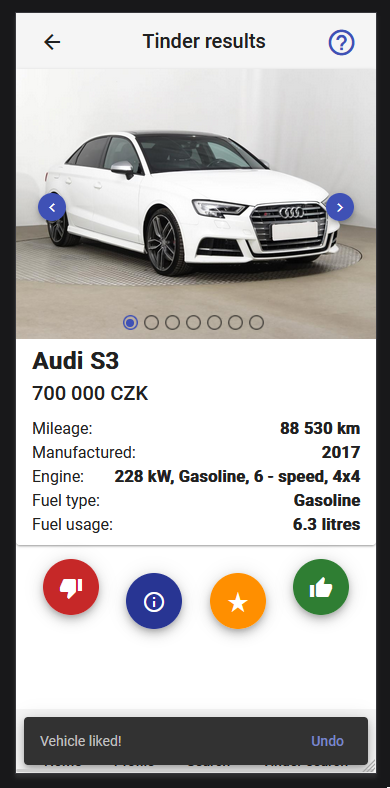 Tinder results
Audi S3
700 000 CZK
Mileage: 88 530 km
Manufactured: 2017
Engine: 228 kW, Gasoline, 6 - speed, 4x4
Fuel type: Gasoline
Fuel usage: 6.3 litres
Vehicle liked! Undo